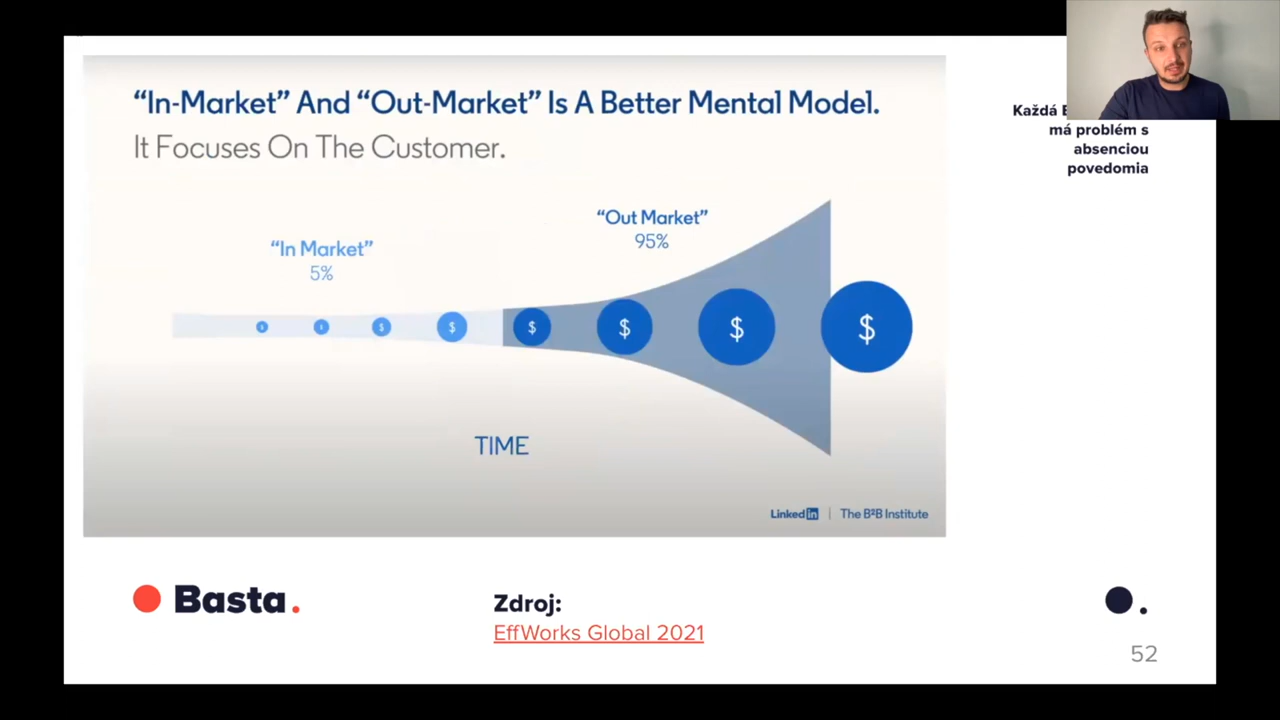 “In-Market” And “Out-Market” Is A Better Mental Model.
It Focuses On The Customer.
“In Market”
5%
“Out Market”
95%
$ $ $ $ $ $ $ $
TIME
Linked in | The B2B Institute
Každá
má problém s
absenciou
povedomia
Basta.
Zdroj:
EffWorks Global 2021
52